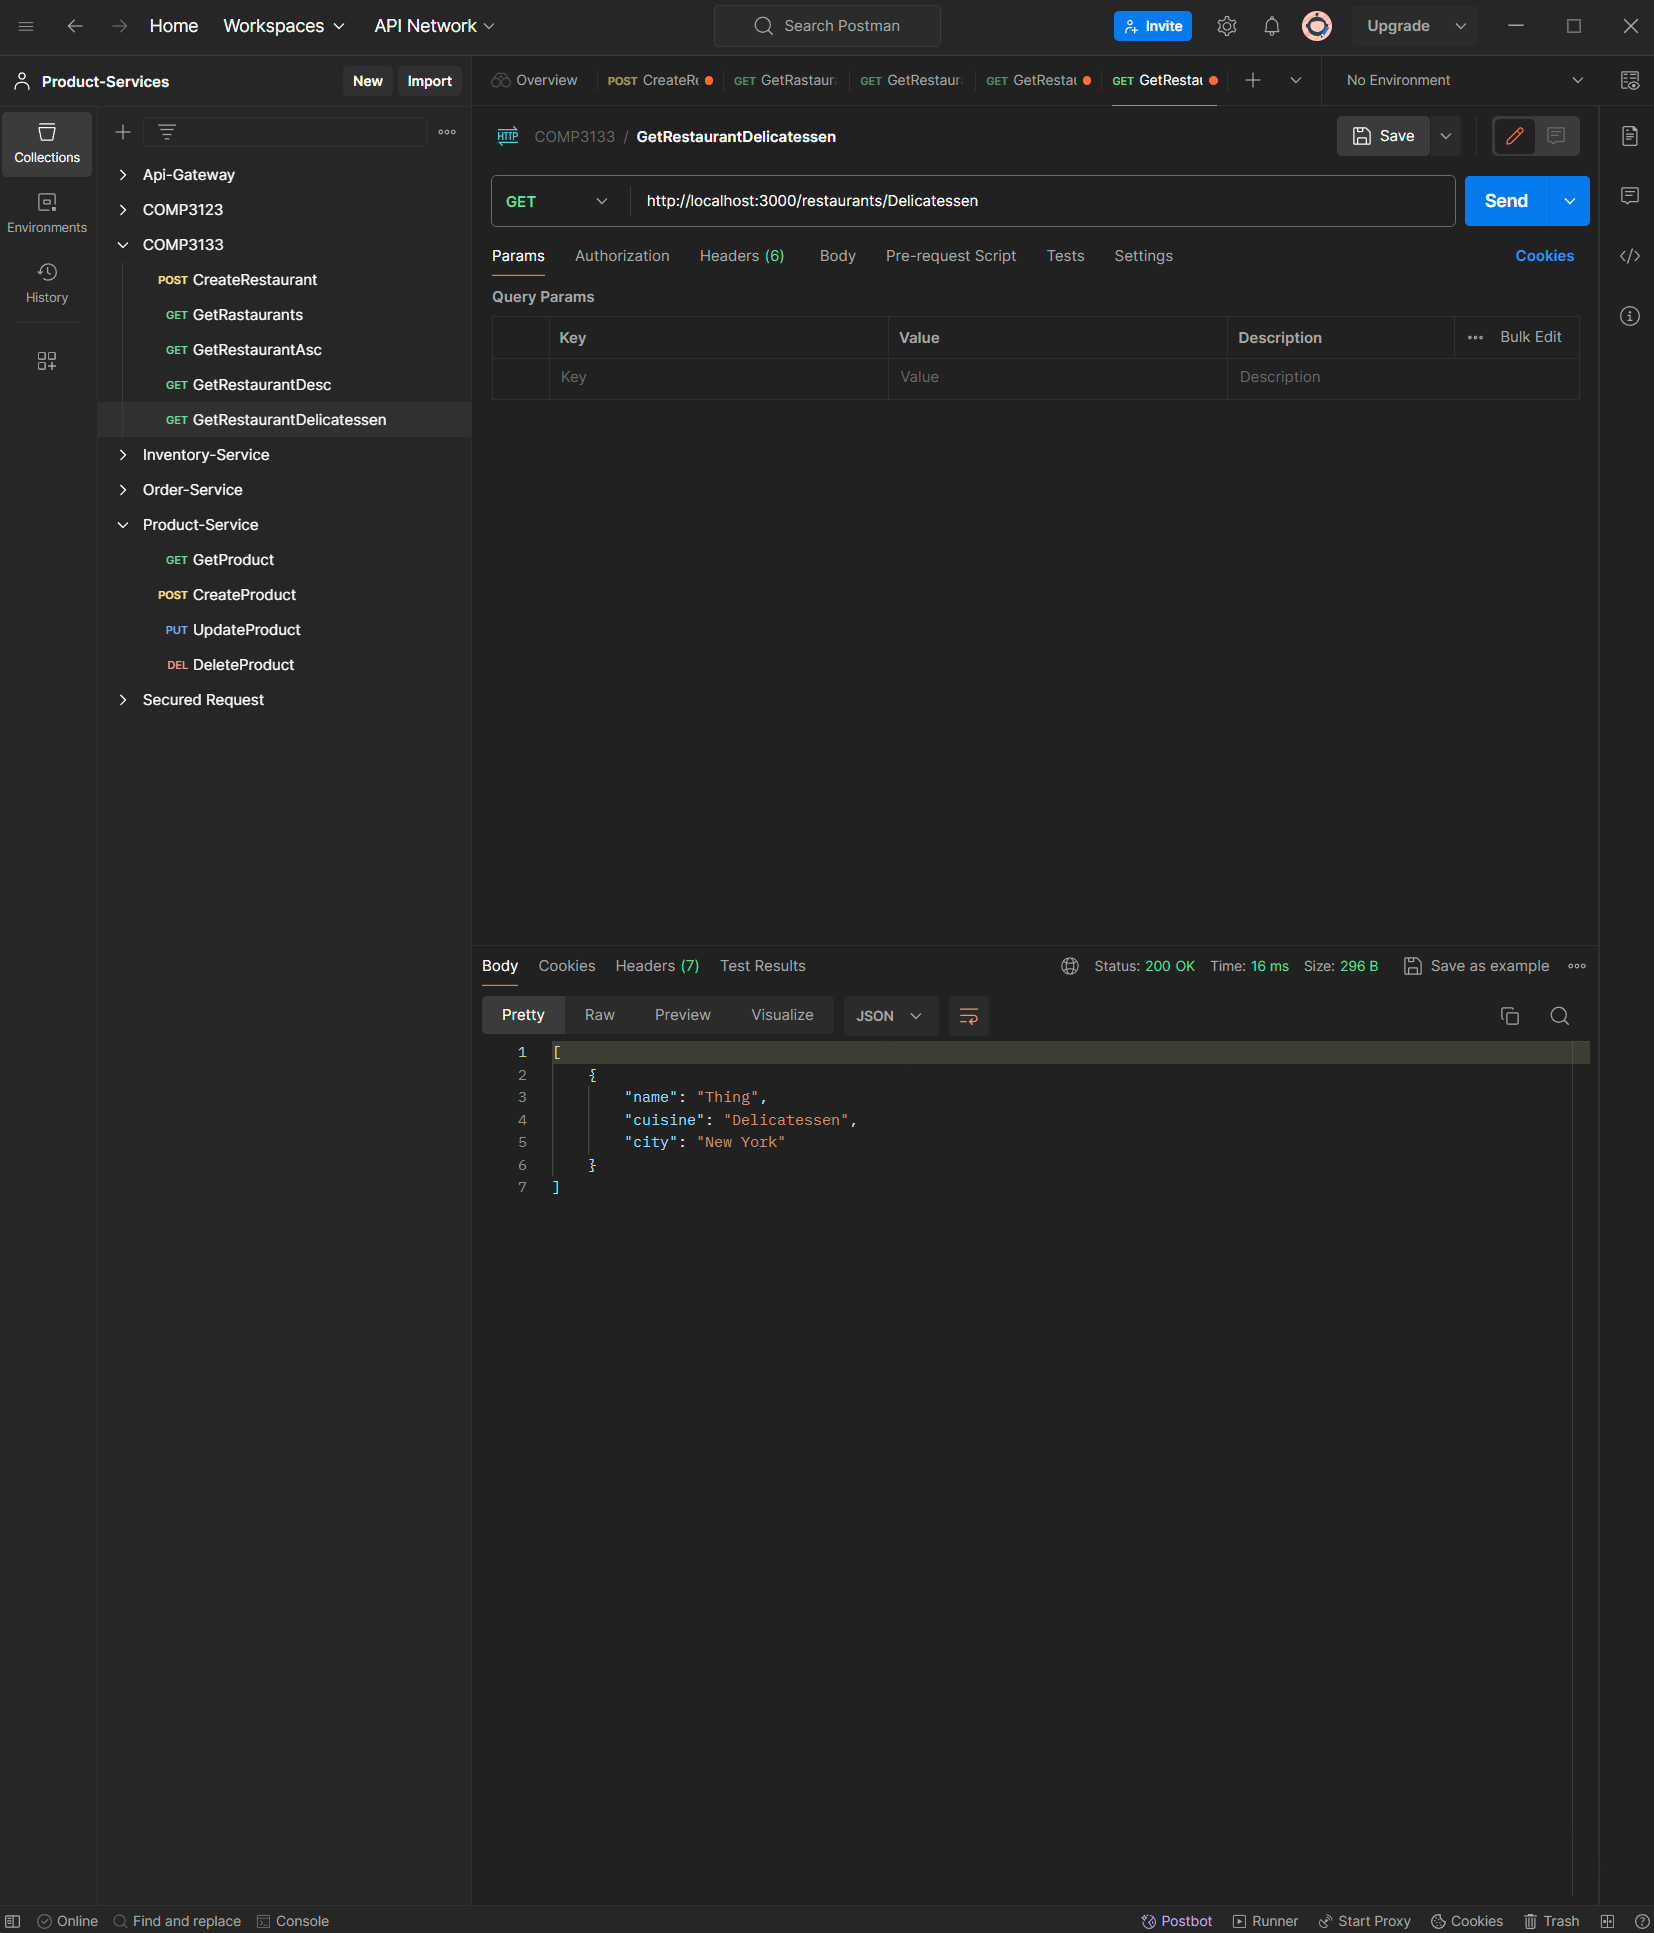 Home Workspaces API Network Search Postman Invite Upgrade
Product-Services New Import Overview POST CreateRe GET GetRastaur GET GetRestaur GET GetRestau GET GetRestau No Environment
Collections
Environments
History
Api-Gateway
COMP3123
COMP3133
POST CreateRestaurant
GET GetRastaurants
GET GetRestaurantAsc
GET GetRestaurantDesc
GET GetRestaurantDelicatessen
Inventory-Service
Order-Service
Product-Service
GET GetProduct
POST CreateProduct
PUT UpdateProduct
DEL DeleteProduct
Secured Request
HTTP COMP3133 / GetRestaurantDelicatessen Save
GET http://localhost:3000/restaurants/Delicatessen Send
Params Authorization Headers (6) Body Pre-request Script Tests Settings Cookies
Query Params
Key Value Description Bulk Edit
Key Value Description
Body Cookies Headers (7) Test Results Status: 200 OK Time: 16 ms Size: 296 B Save as example
Pretty Raw Preview Visualize JSON
1 [
2 {
3 "name": "Thing",
4 "cuisine": "Delicatessen",
5 "city": "New York"
6 }
7 ]
Online Find and replace Console Postbot Runner Start Proxy Cookies Trash